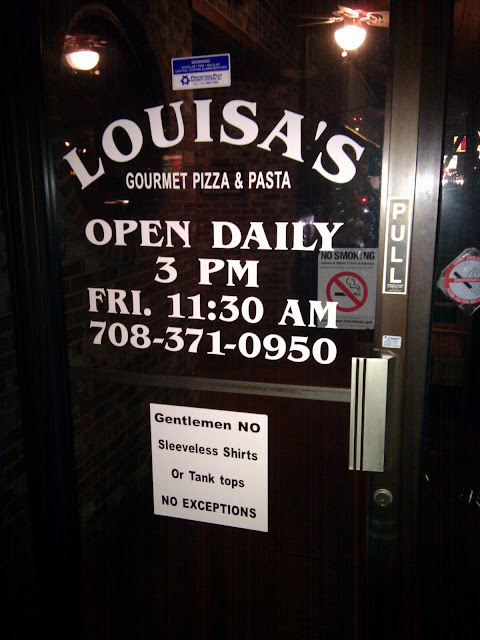 WARNING
LOUISA'S
GOURMET PIZZA & PASTA
OPEN DAILY
3 PM
FRI. 11:30 AM
708-371-0950
PULL
NO SMOKING
Gentlemen NO
Sleeveless Shirts
Or Tank tops
NO EXCEPTIONS